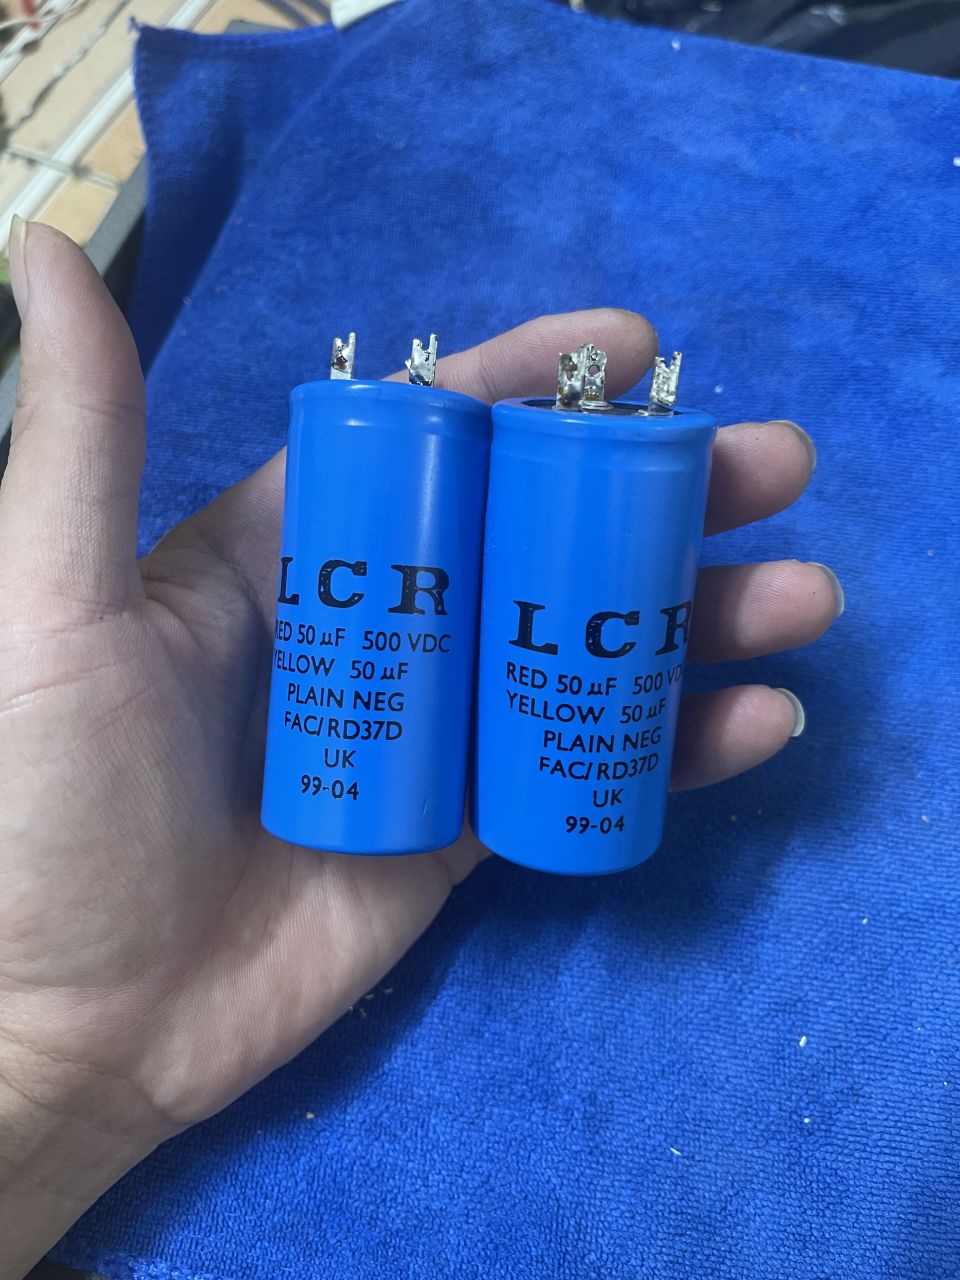 LCR
RED 50 µF 500 VDC
YELLOW 50 µF
PLAIN NEG
FAC/RD37D
UK
99-04
LCR
RED 50 µF 500 VDC
YELLOW 50 µF
PLAIN NEG
FAC/RD37D
UK
99-04